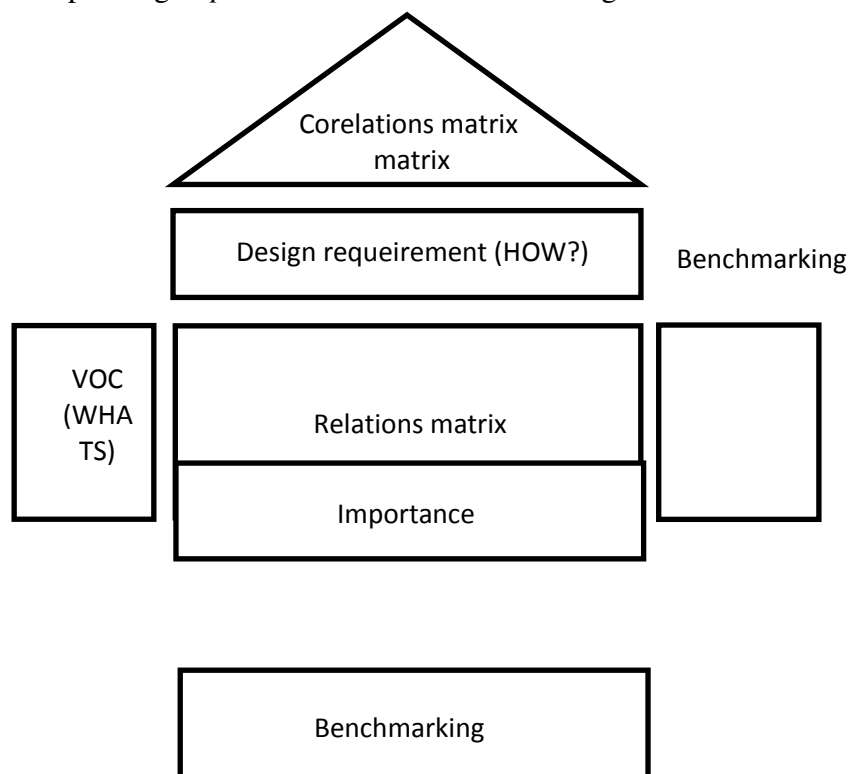 Corelations matrix
matrix
Design requeirement (HOW?)
Benchmarking
VOC
(WHA
TS)
Relations matrix
Importance
Benchmarking